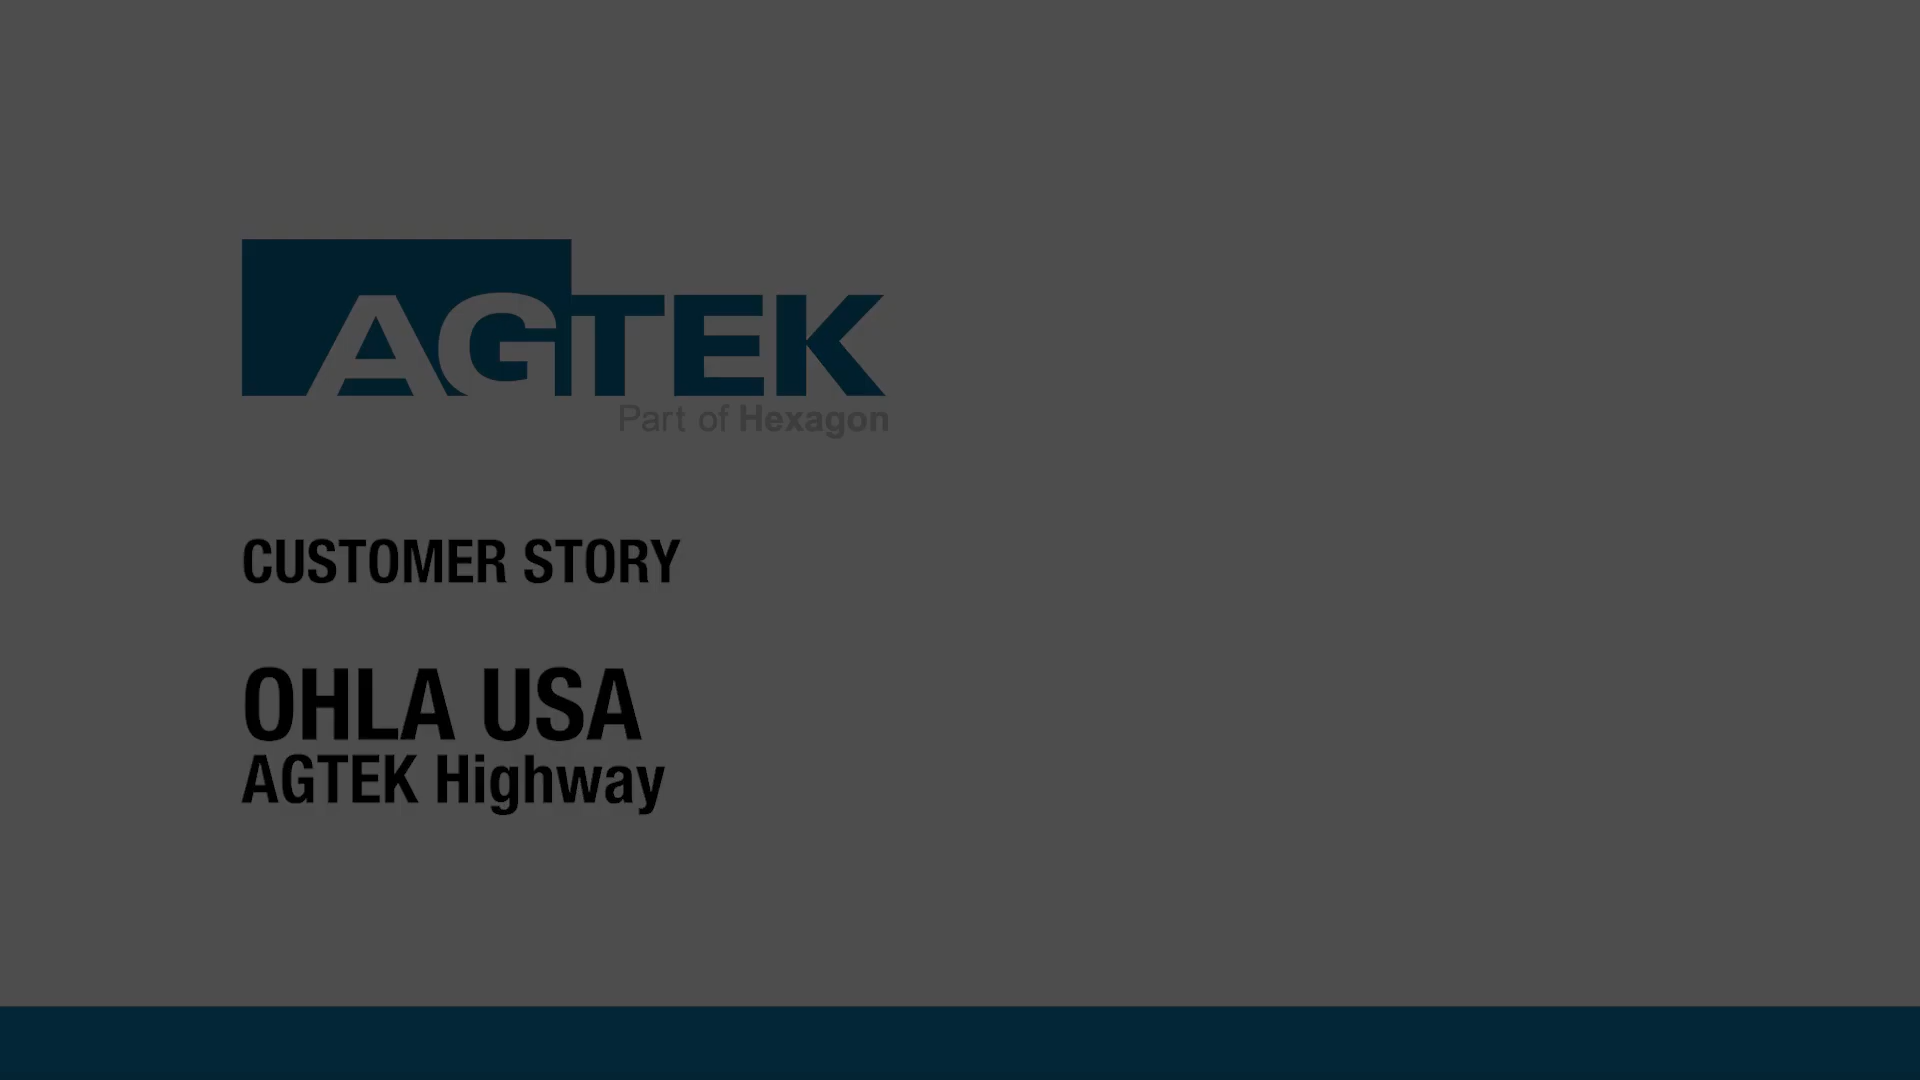 AGTEK
Part of Hexagon
CUSTOMER STORY
OHLA USA
AGTEK Highway